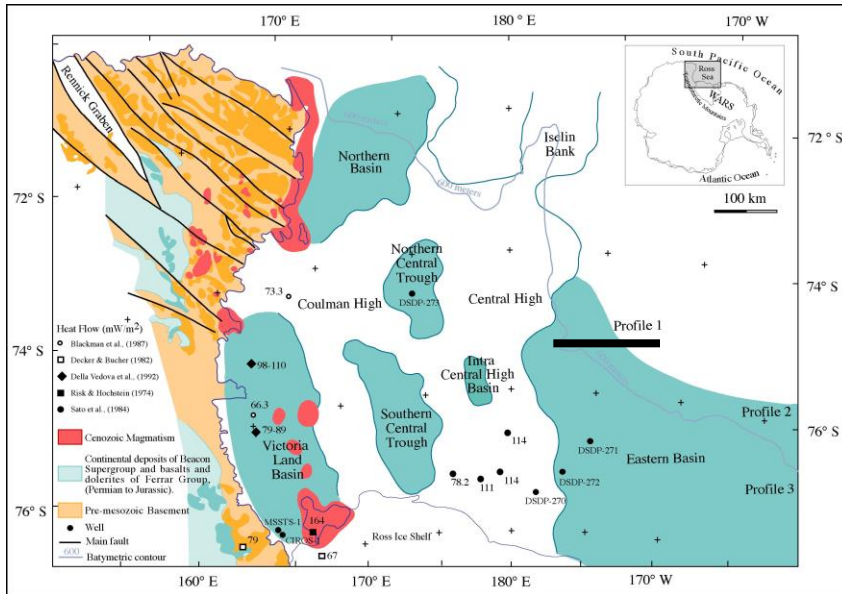 170° E
180° E
170° W
South Pacific Ocean
Ross
Sea
WARS
Transantarctic Mountains
Atlantic Ocean
100 km
Rennick Graben
600 meters
Northern
Basin
Iselin
Bank
600 meters
72° S
72° S
Northern
Central
Trough
DSDP-273
73.3
Coulman High
Central High
74° S
74° S
Profile 1
Heat Flow (mW/m²)
Blackman et al., (1987)
Decker & Bucher (1982)
Della Vedova et al., (1992)
Risk & Hochstein (1974)
Sato et al., (1984)
98-110
66.3
79-89
Victoria
Land
Basin
Intra
Central High
Basin
Southern
Central
Trough
Profile 2
114
DSDP-271
76° S
Eastern Basin
78.2
111
114
DSDP-272
DSDP-270
Profile 3
Cenozoic Magmatism
Continental deposits of Beacon
Supergroup and basalts and
dolerites of Ferrar Group,
(Permian to Jurassic).
Pre-mesozoic Basement
Well
Main fault
600 Batymetric contour
76° S
MSSTS-1
CIROS-1
164
79
67
Ross Ice Shelf
160° E
170° E
180° E
170° W